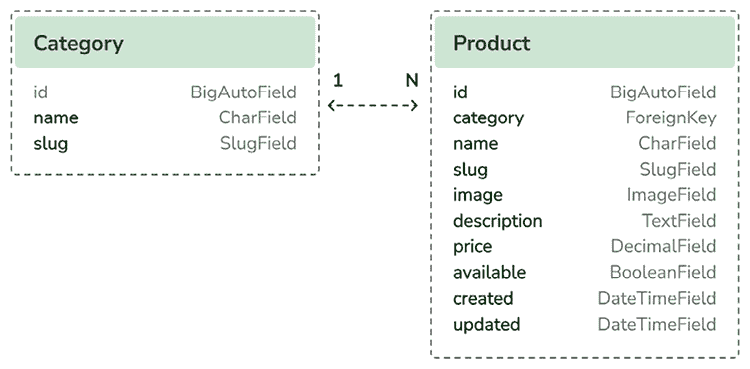 Category
id BigAutoField
name CharField
slug SlugField
1 N
Product
id BigAutoField
category ForeignKey
name CharField
slug SlugField
image ImageField
description TextField
price DecimalField
available BooleanField
created DateTimeField
updated DateTimeField